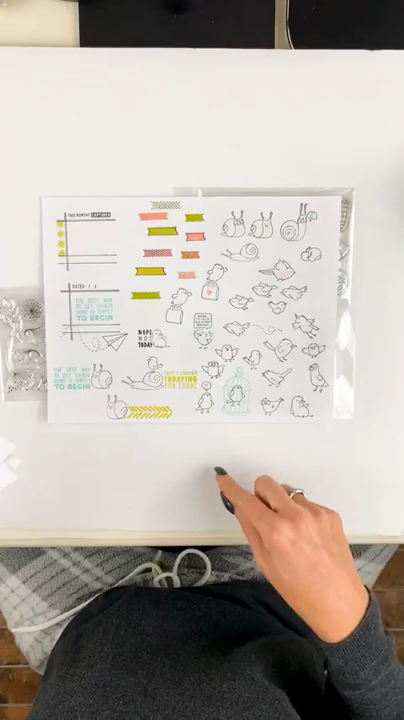 THIS MOMENT CAPTURED
DATED: / /
THE BEST WAY
TO GET THINGS
DONE IS SIMPLY
TO BEGIN
NOPE.
NOT
TODAY.
THE BEST WAY
TO GET THINGS
DONE IS SIMPLY
TO BEGIN
THAT'S ENOUGH
TODAYING
FOR TODAY